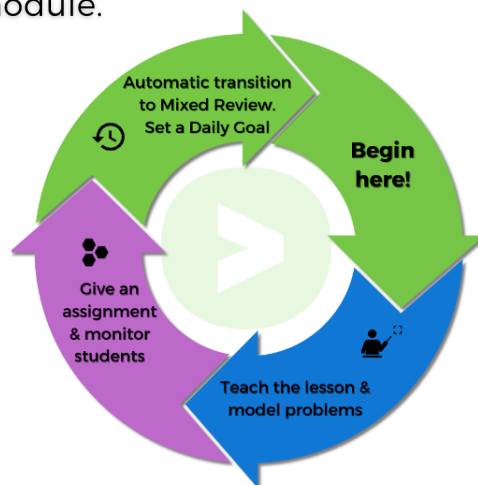 module.
Automatic transition
to Mixed Review.
Set a Daily Goal
Begin
here!
Teach the lesson &
model problems
Give an
assignment
& monitor
students